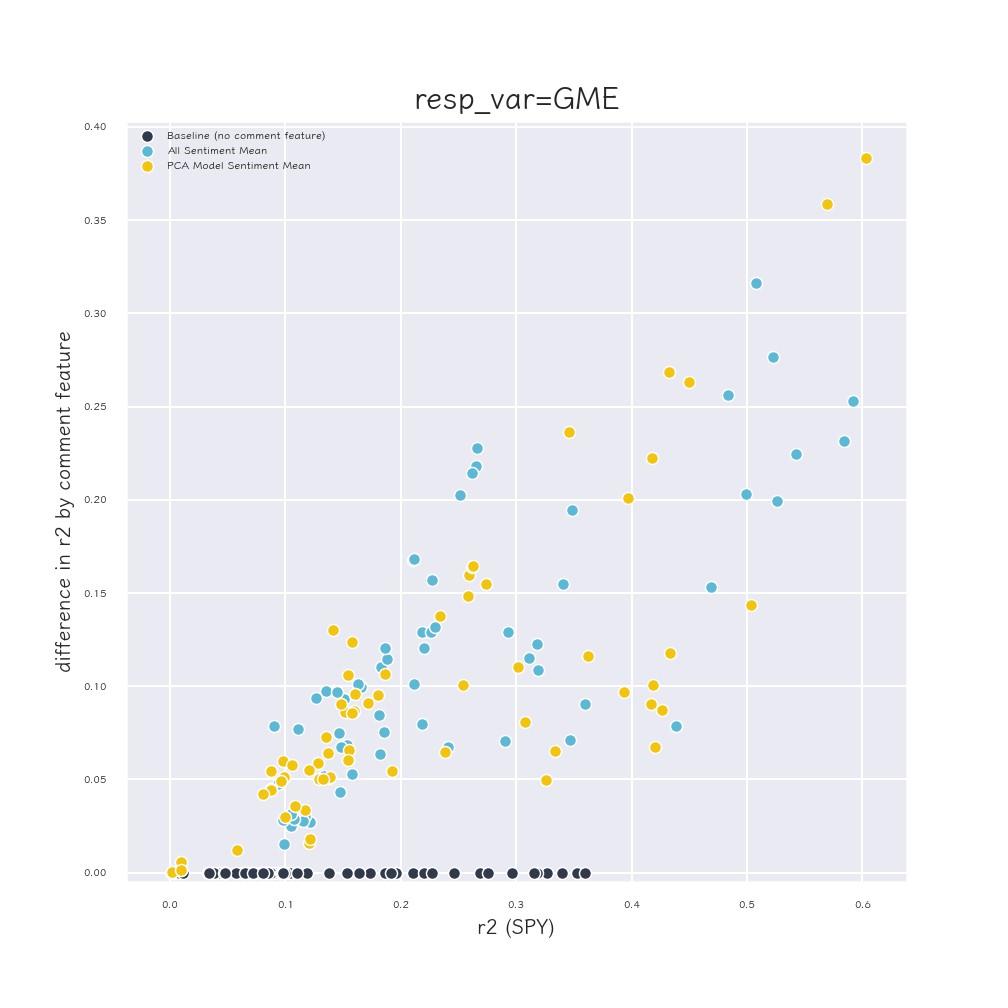 resp_var=GME
Baseline (no comment feature)
All Sentiment Mean
PCA Model Sentiment Mean
difference in r2 by comment feature
0.40
0.35
0.30
0.25
0.20
0.15
0.10
0.05
0.00
0.0 0.1 0.2 0.3 0.4 0.5 0.6
r2 (SPY)